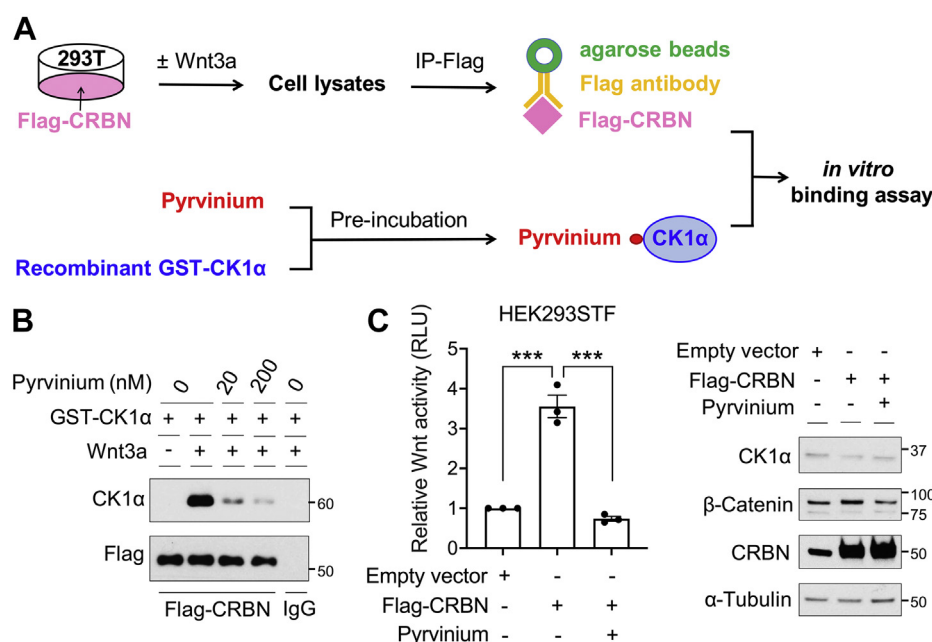 A
293T
Flag-CRBN
± Wnt3a
Cell lysates
IP-Flag
agarose beads
Flag antibody
Flag-CRBN
in vitro
binding assay
Pyrvinium
Recombinant GST-CK1α
Pre-incubation
Pyrvinium
CK1α
B
Pyrvinium (nM) 0 20 200 0
GST-CK1α + + + + +
Wnt3a - + + + +
CK1α
60
Flag
50
Flag-CRBN IgG
C
HEK293STF
Relative Wnt activity (RLU)
5
4
3
2
1
0
*** ***
Empty vector + - -
Flag-CRBN - + +
Pyrvinium - - +
Empty vector + - -
Flag-CRBN - + +
Pyrvinium - - +
CK1α 37
β-Catenin 100
75
CRBN 50
α-Tubulin 50